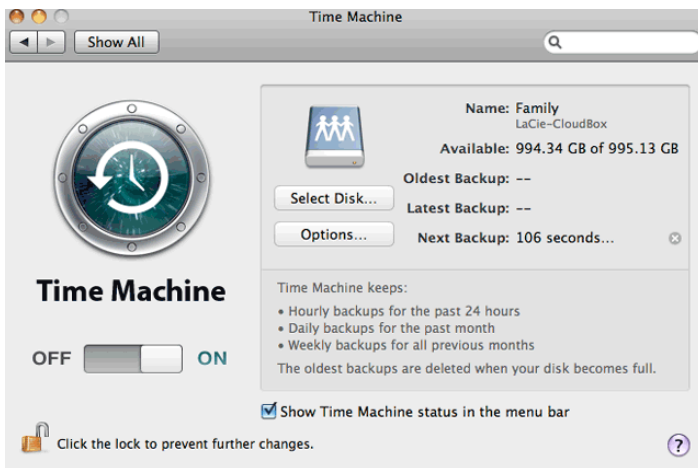 Time Machine
Show All
Name: Family
LaCie-CloudBox
Available: 994.34 GB of 995.13 GB
Oldest Backup: --
Select Disk...
Latest Backup: --
Options...
Next Backup: 106 seconds...
Time Machine
Time Machine keeps:
• Hourly backups for the past 24 hours
• Daily backups for the past month
• Weekly backups for all previous months
The oldest backups are deleted when your disk becomes full.
OFF ON
Show Time Machine status in the menu bar
Click the lock to prevent further changes.
?